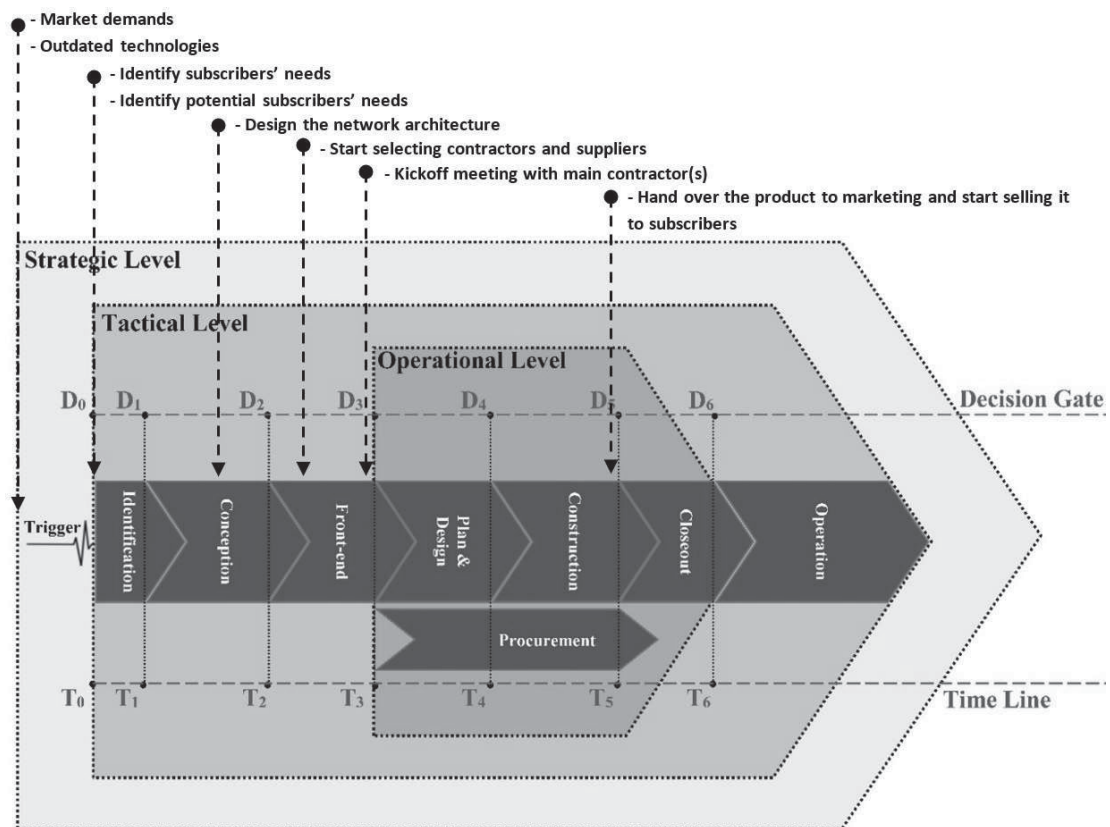 - Market demands
- Outdated technologies
- Identify subscribers’ needs
- Identify potential subscribers’ needs
- Design the network architecture
- Start selecting contractors and suppliers
- Kickoff meeting with main contractor(s)
- Hand over the product to marketing and start selling it
to subscribers
Strategic Level
Tactical Level
Operational Level
D0 D1 D2 D3 D4 D5 D6 Decision Gate
Trigger
Identification
Conception
Front-end
Plan &
Design
Construction
Closeout
Operation
Procurement
T0 T1 T2 T3 T4 T5 T6 Time Line